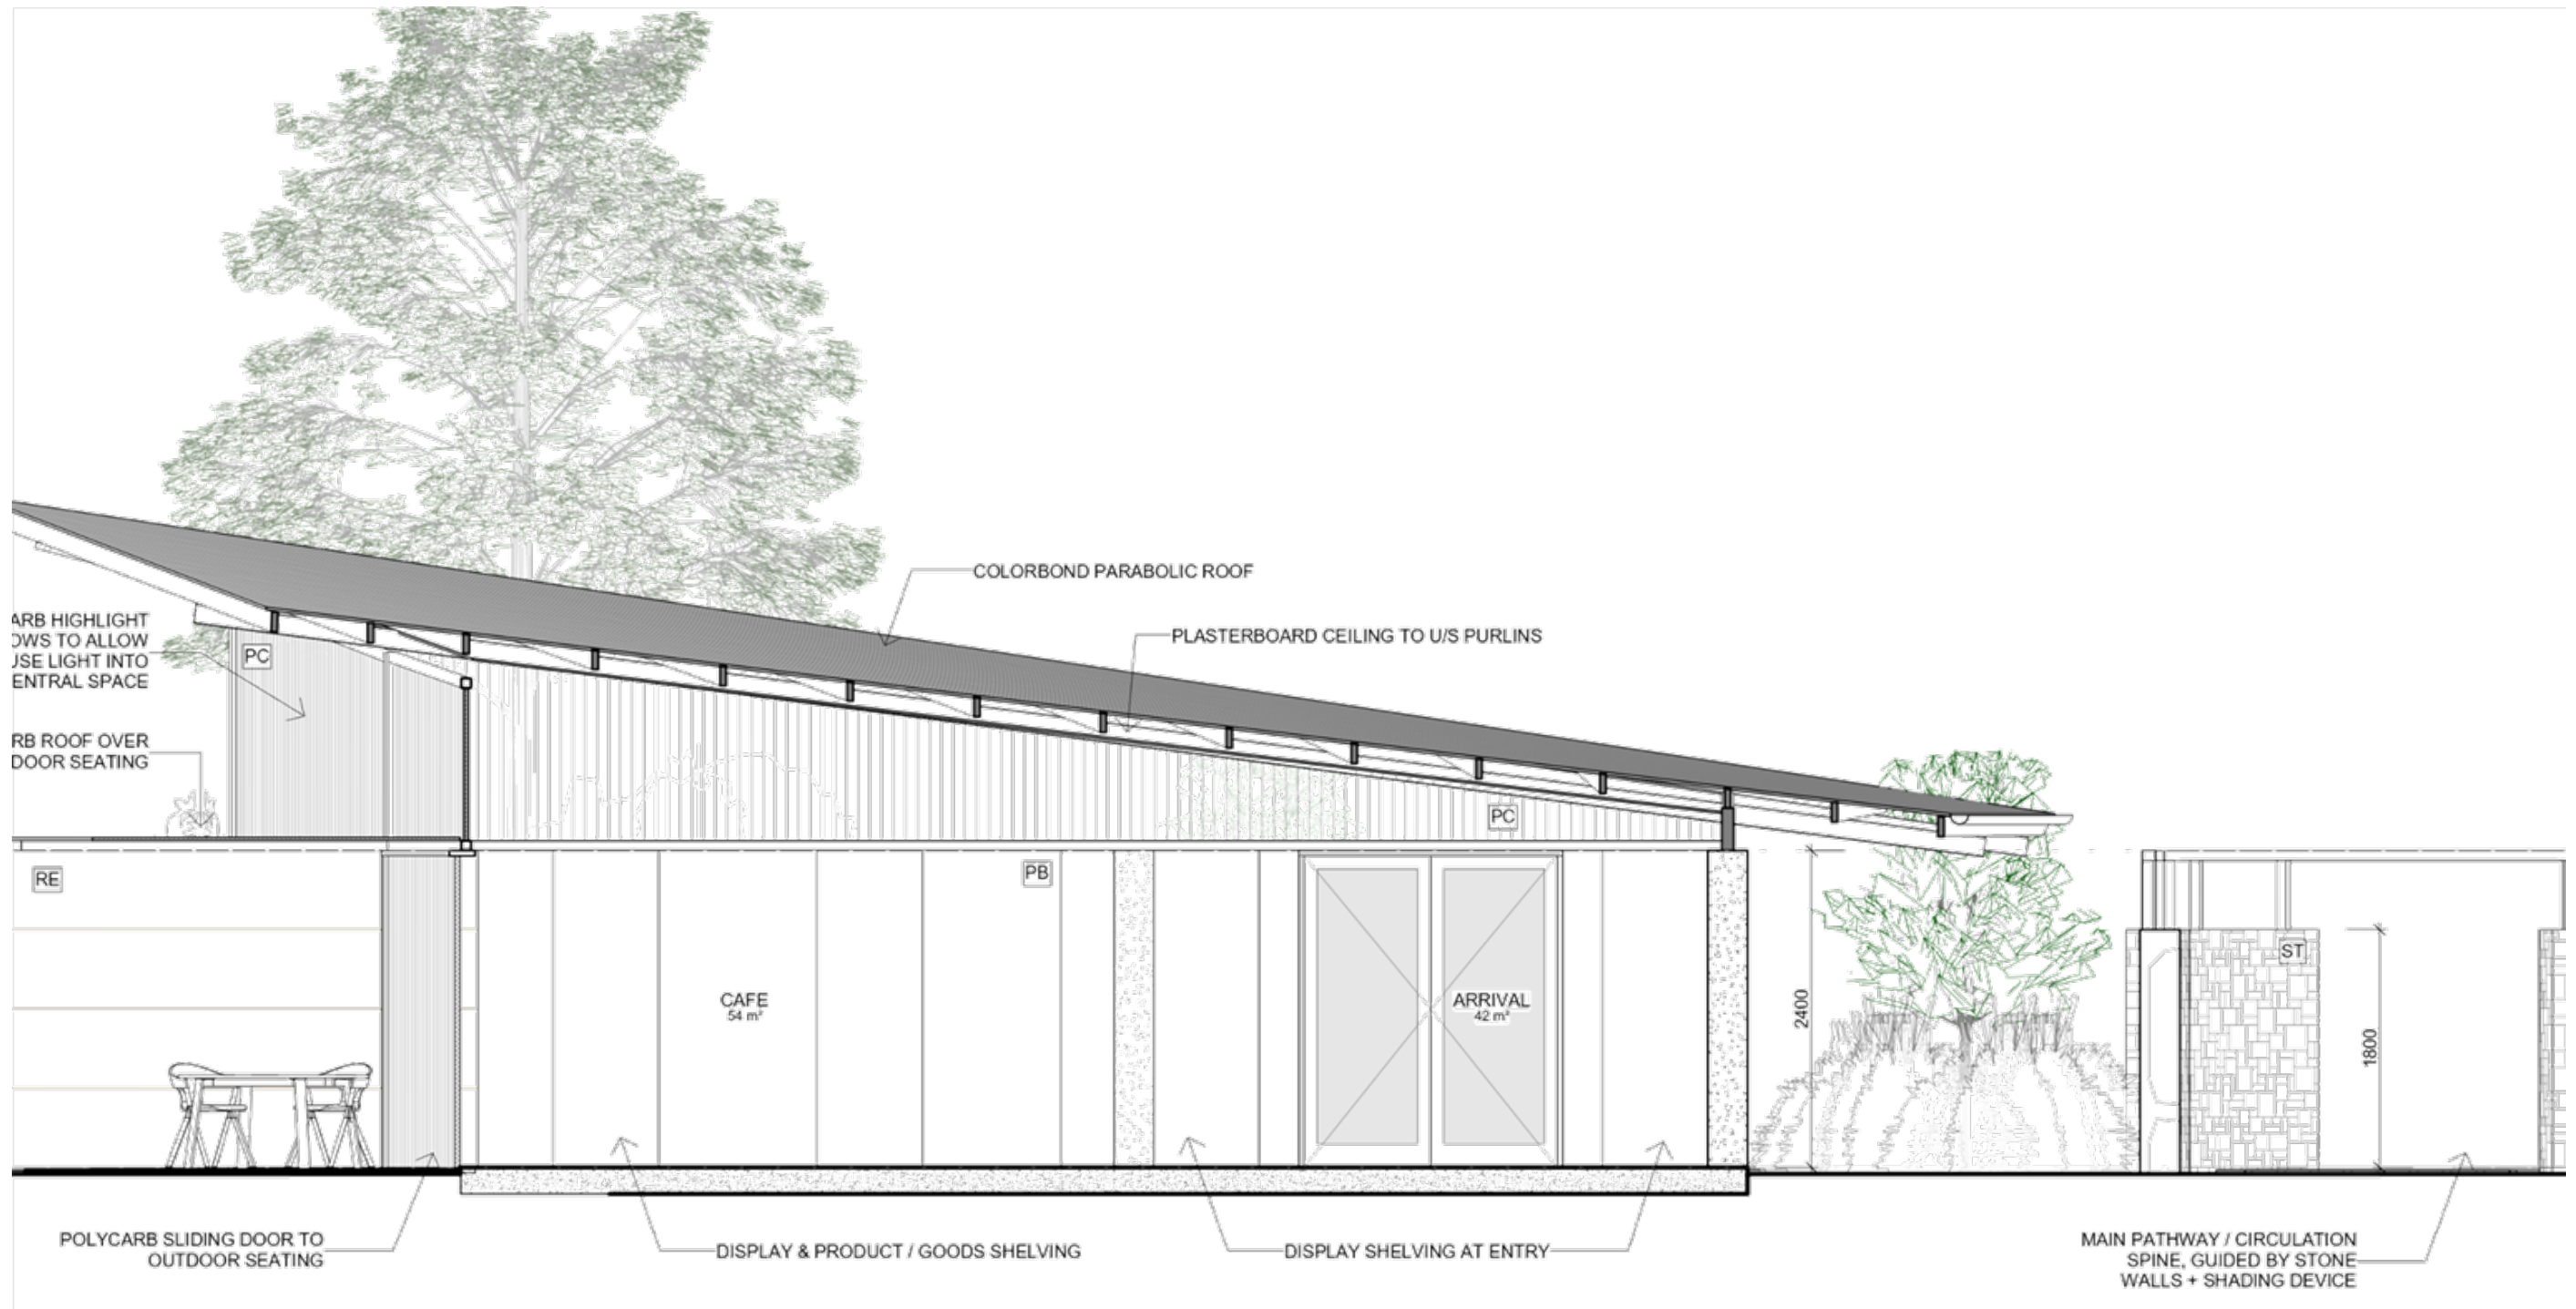 COLORBOND PARABOLIC ROOF
ARB HIGHLIGHT
OWS TO ALLOW
USE LIGHT INTO
ENTRAL SPACE
PC
PLASTERBOARD CEILING TO U/S PURLINS
RB ROOF OVER
DOOR SEATING
PC
RE
PB
ST
CAFE
54 m²
ARRIVAL
42 m²
2400
1800
POLYCARB SLIDING DOOR TO
OUTDOOR SEATING
DISPLAY & PRODUCT / GOODS SHELVING
DISPLAY SHELVING AT ENTRY
MAIN PATHWAY / CIRCULATION
SPINE, GUIDED BY STONE
WALLS + SHADING DEVICE